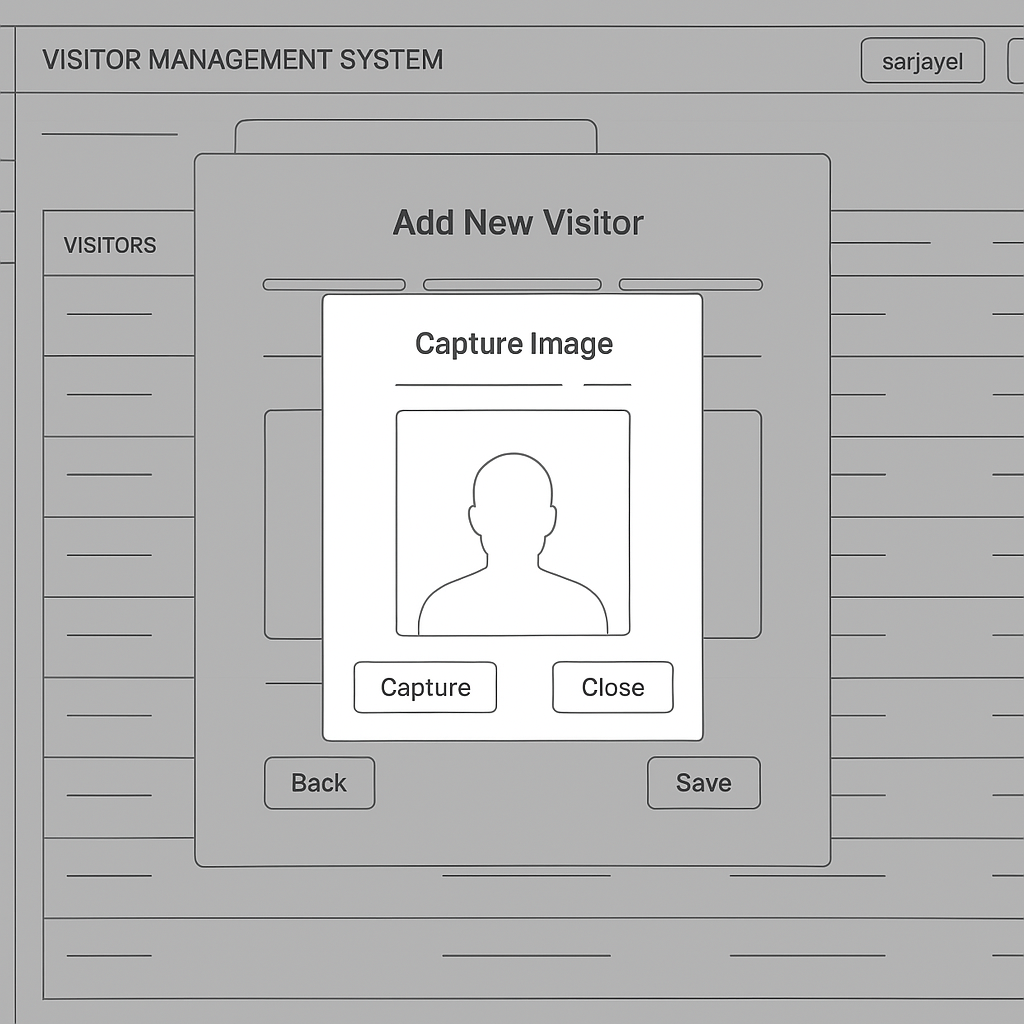 VISITOR MANAGEMENT SYSTEM
sarjayel
Add New Visitor
VISITORS
Capture Image
Capture
Close
Back
Save